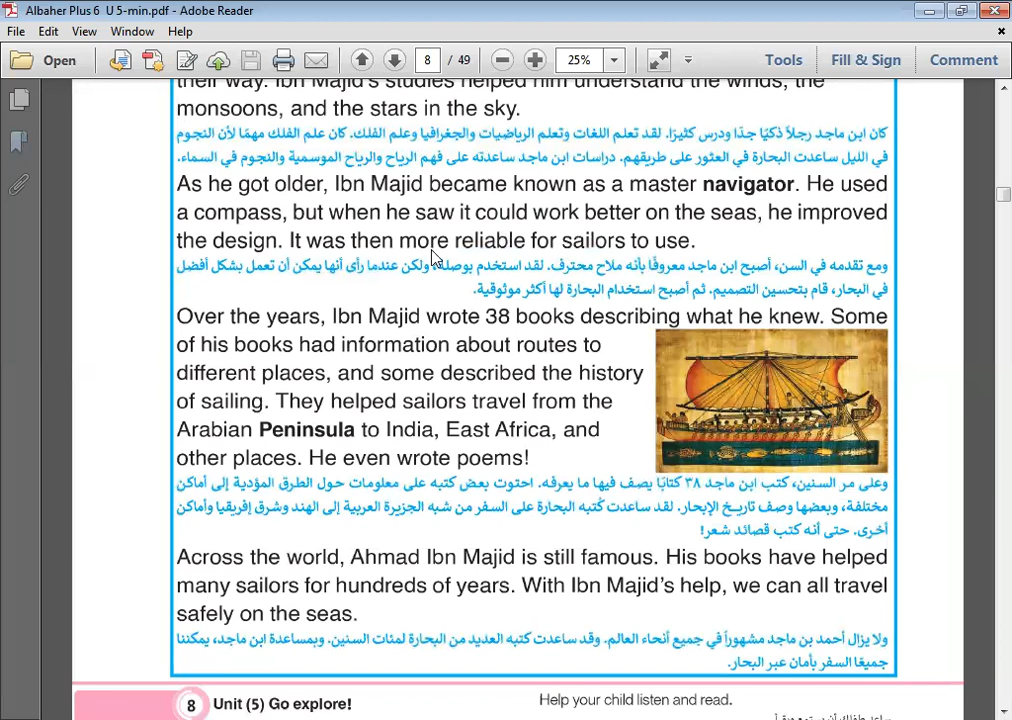 Albaher Plus 6 U 5-min.pdf - Adobe Reader
File Edit View Window Help
Open 8 / 49 25% Tools Fill & Sign Comment
their way. Ibn Majid's studies helped him understand the winds, the
monsoons, and the stars in the sky.
كان ابن ماجد رجلاً ذكيًا جدًا ودرس كثيرًا. لقد تعلم اللغات وتعلم الرياضيات والجغرافيا وعلم الفلك. كان علم الفلك مهمًا لأن النجوم
في الليل ساعدت البحارة في العثور على طريقهم. دراسات ابن ماجد ساعدته على فهم الرياح والرياح الموسمية والنجوم في السماء.
As he got older, Ibn Majid became known as a master navigator. He used
a compass, but when he saw it could work better on the seas, he improved
the design. It was then more reliable for sailors to use.
ومع تقدمه في السن، أصبح ابن ماجد معروفًا بأنه ملاح محترف. لقد استخدم بوصلة ولكن عندما رأى أنها يمكن أن تعمل بشكل أفضل
في البحار، قام بتحسين التصميم. ثم أصبح استخدام البحارة لها أكثر موثوقية.
Over the years, Ibn Majid wrote 38 books describing what he knew. Some
of his books had information about routes to
different places, and some described the history
of sailing. They helped sailors travel from the
Arabian Peninsula to India, East Africa, and
other places. He even wrote poems!
وعلى مر السنين، كتب ابن ماجد ٣٨ كتابًا يصف فيها ما يعرفه. احتوت بعض كتبه على معلومات حول الطرق المؤدية إلى أماكن
مختلفة، وبعضها وصف تاريخ الإبحار. لقد ساعدت كُتبه البحارة على السفر من شبه الجزيرة العربية إلى الهند وشرق إفريقيا وأماكن
أخرى. حتى أنه كتب قصائد شعر!
Across the world, Ahmad Ibn Majid is still famous. His books have helped
many sailors for hundreds of years. With Ibn Majid's help, we can all travel
safely on the seas.
ولا يزال أحمد بن ماجد مشهوراً في جميع أنحاء العالم. وقد ساعدت كتبه العديد من البحارة لمئات السنين. وبمساعدة ابن ماجد، يمكننا
جميعًا السفر بأمان عبر البحار.
8 Unit (5) Go explore! Help your child listen and read.